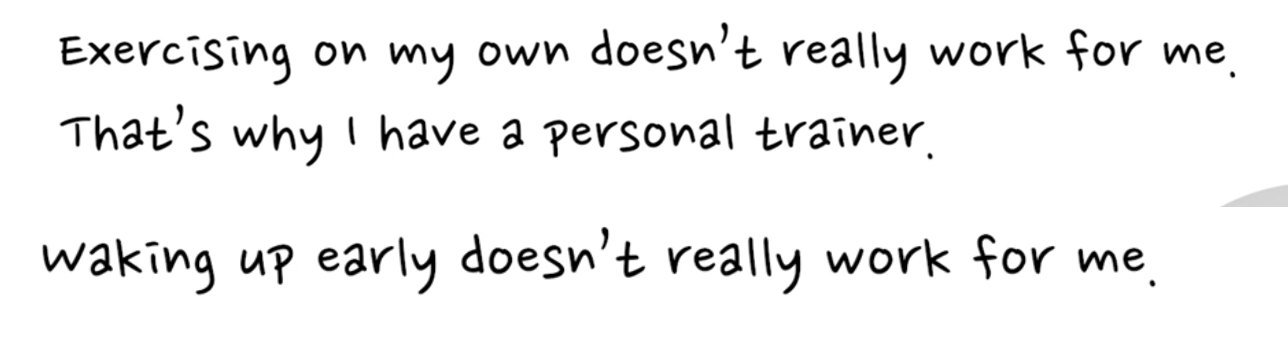 Exercising on my own doesn't really work for me.
That's why I have a personal trainer.
Waking up early doesn't really work for me.